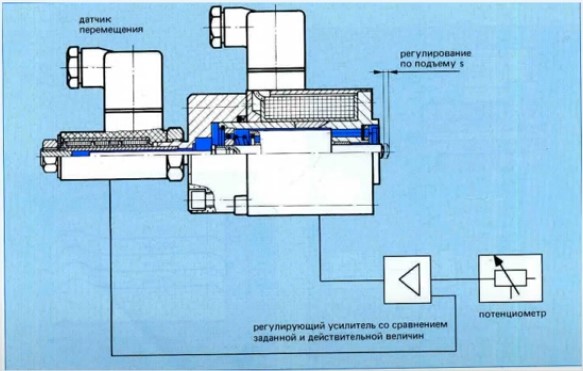 датчик
перемещения
регулирование
по подъему s
регулирующий усилитель со сравнением
заданной и действительной величин
потенциометр